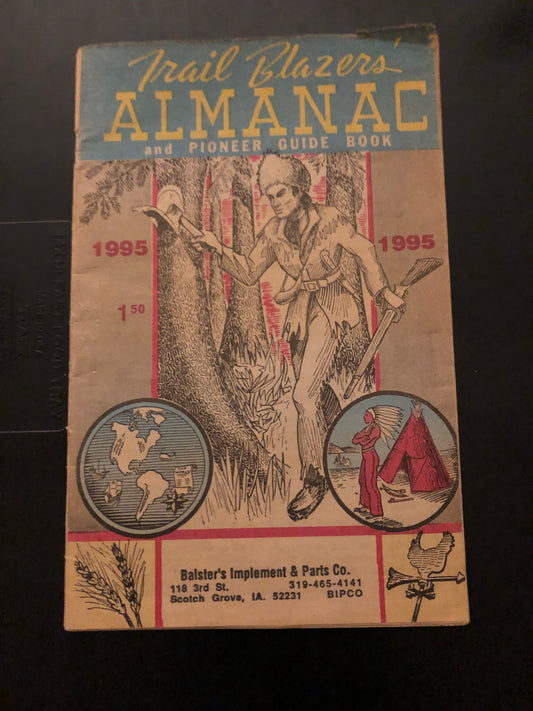 Trail Blazers'
ALMANAC
and PIONEER GUIDE BOOK
1995 1995
1 50
Balster's Implement & Parts Co.
118 3rd St. 319-465-4141
Scotch Grove, IA. 52231 BIPCO